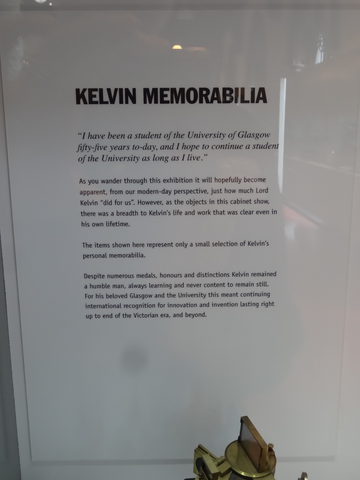 KELVIN MEMORABILIA
“I have been a student of the University of Glasgow
fifty-five years to-day, and I hope to continue a student
of the University as long as I live.”
As you wander through this exhibition it will hopefully become
apparent, from our modern-day perspective, just how much Lord
Kelvin “did for us”. However, as the objects in this cabinet show,
there was a breadth to Kelvin's life and work that was clear even in
his own lifetime.
The items shown here represent only a small selection of Kelvin's
personal memorabilia.
Despite numerous medals, honours and distinctions Kelvin remained
a humble man, always learning and never content to remain still.
For his beloved Glasgow and the University this meant continuing
international recognition for innovation and invention lasting right
up to end of the Victorian era, and beyond.